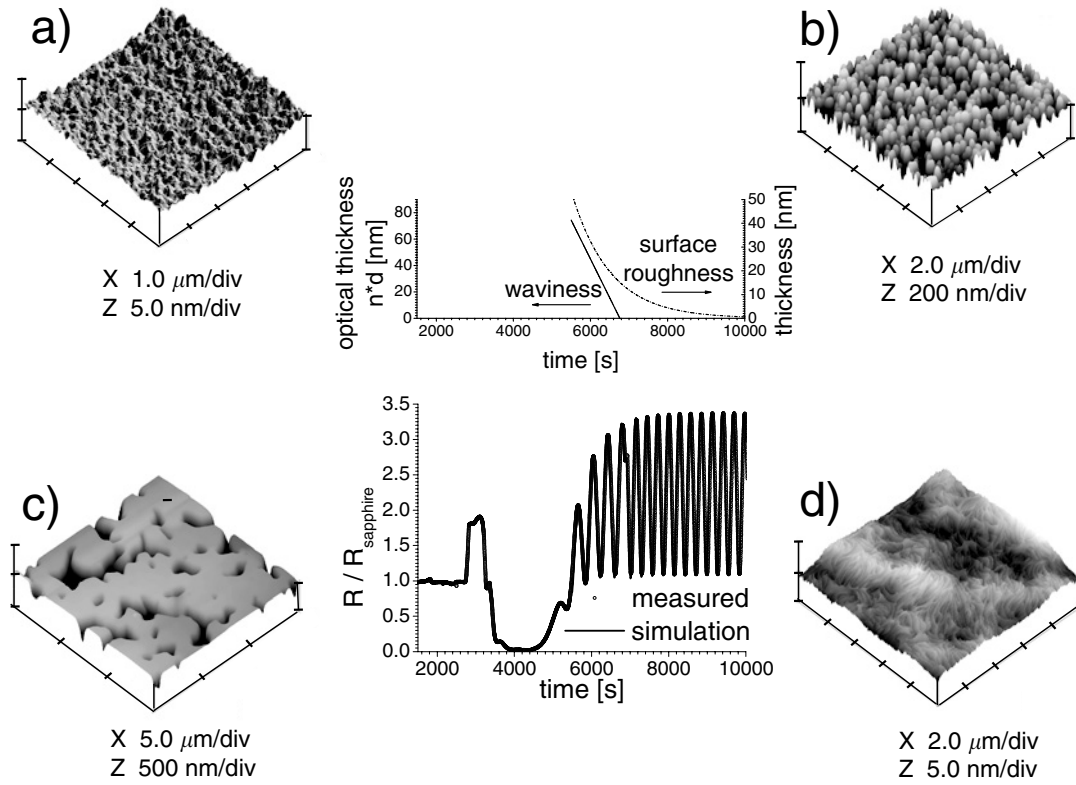 a)
X 1.0 μm/div
Z 5.0 nm/div
b)
X 2.0 μm/div
Z 200 nm/div
optical thickness
n*d [nm]
80
60
40
20
0
waviness
surface
roughness
50
40
30
20
10
0
thickness [nm]
2000 4000 6000 8000 10000
time [s]
c)
X 5.0 μm/div
Z 500 nm/div
R / R sapphire
3.5
3.0
2.5
2.0
1.5
1.0
0.5
0.0
measured
simulation
2000 4000 6000 8000 10000
time [s]
d)
X 2.0 μm/div
Z 5.0 nm/div